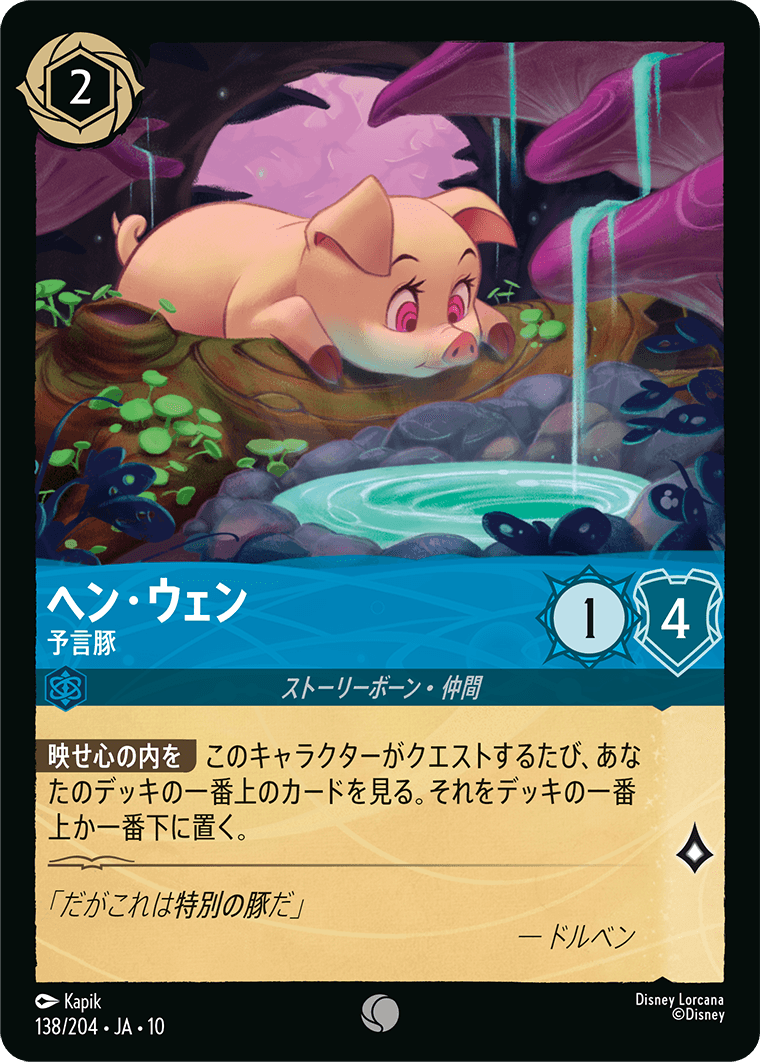 2
ヘン・ウェン
予言豚
1
4
ストーリーボーン・仲間
映せ心の内を このキャラクターがクエストするたび、あな
たのデッキの一番上のカードを見る。それをデッキの一番
上か一番下に置く。
「だがこれは特別の豚だ」
— ドルベン
Kapik
138/204・JA・10
Disney Lorcana
©Disney